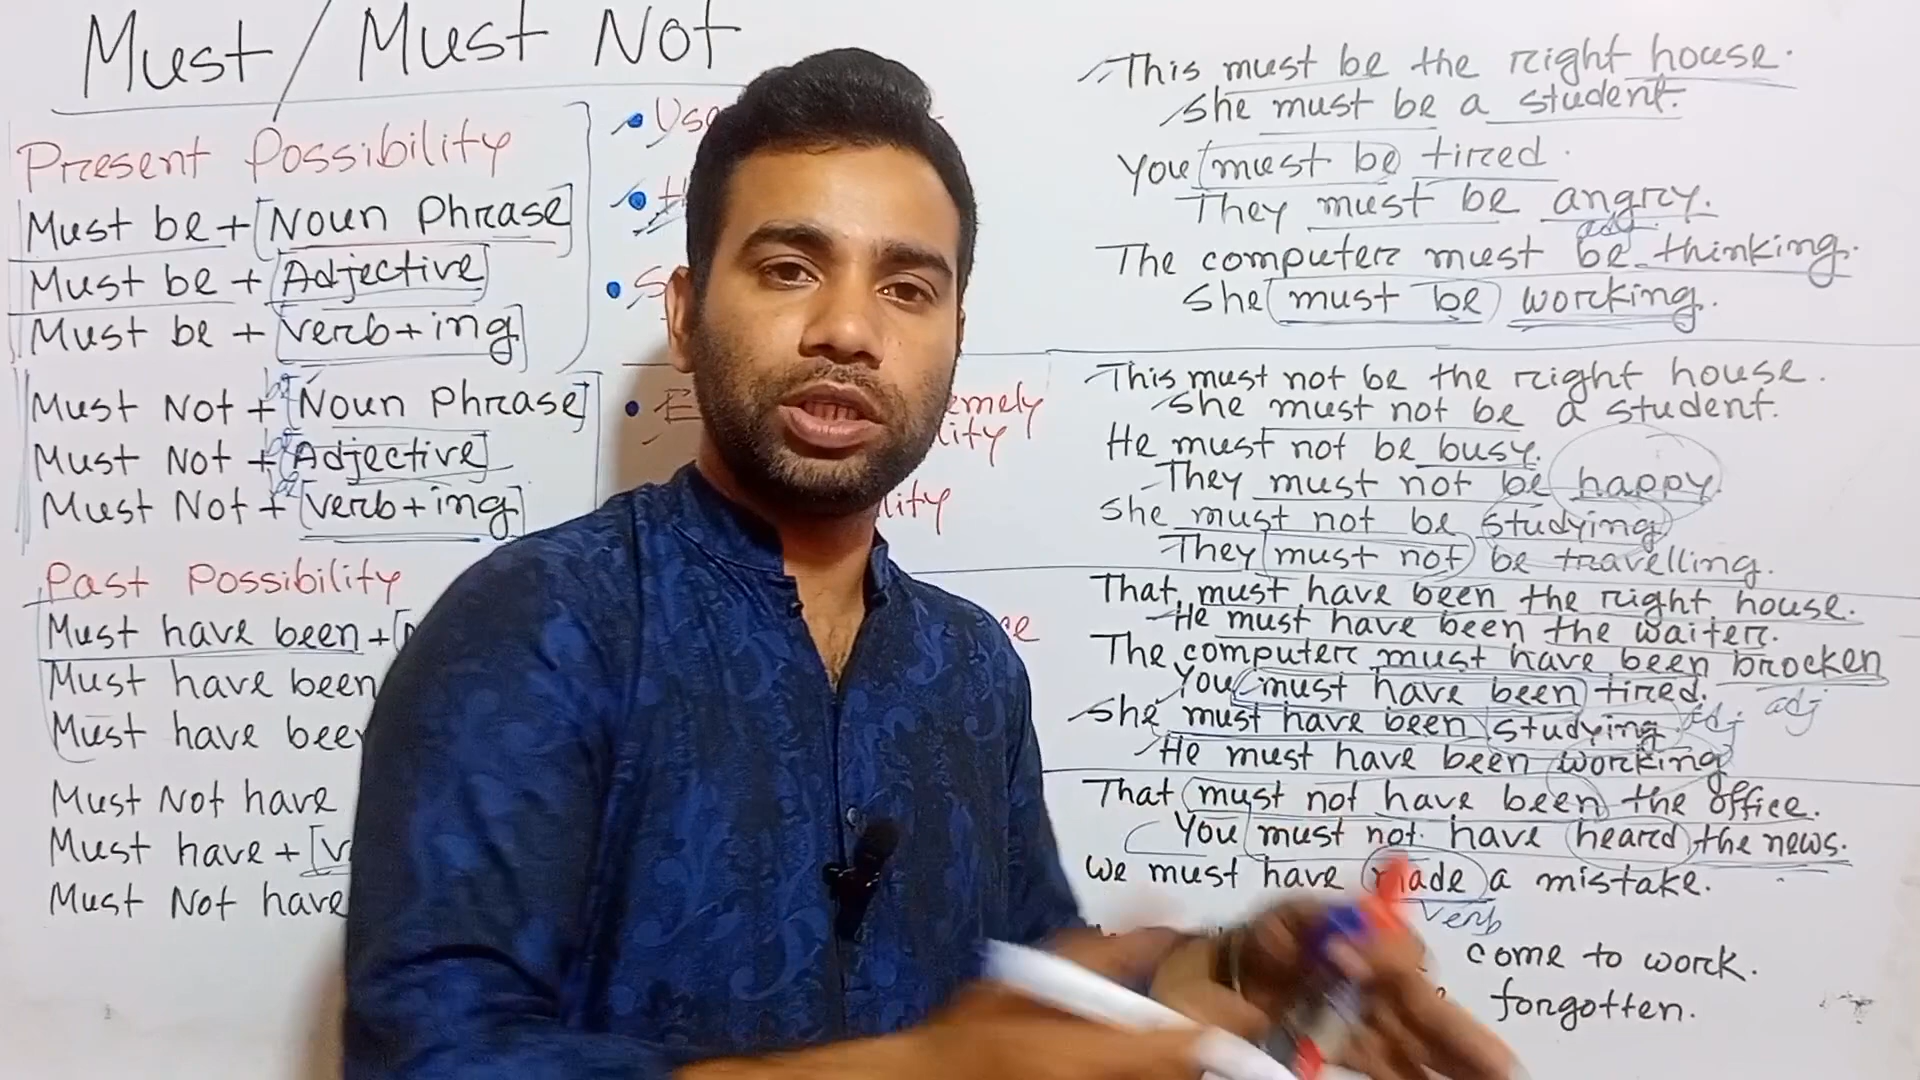 Must / Must Not
Present Possibility
Must be + [Noun Phrase]
Must be + [Adjective]
Must be + [verb+ing]
Must Not + be [Noun Phrase]
Must Not + be [Adjective]
Must Not + be [verb+ing]
Past Possibility
Must have been + [
Must have been
Must have been
Must Not have
Must have + [v
Must Not have
emely
lity
lity
This must be the right house.
She must be a student.
You must be tired.
They must be angry.
adj
The computer must be thinking.
She must be working.
This must not be the right house.
She must not be a student.
He must not be busy.
They must not be happy.
She must not be studying.
They must not be travelling.
That must have been the right house.
He must have been the waiter.
The computer must have been brocken
adj
You must have been tired.
adj
She must have been studying.
He must have been working
That must not have been the office.
You must not have heard the news.
We must have made a mistake.
verb
come to work.
forgotten.